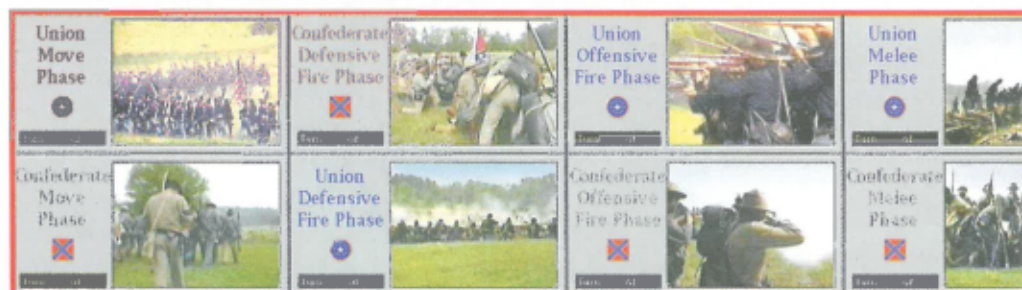 Union
Move
Phase
Confederate
Defensive
Fire Phase
Union
Offensive
Fire Phase
Union
Melee
Phase
Confederate
Move
Phase
Union
Defensive
Fire Phase
Confederate
Offensive
Fire Phase
Confederate
Melee
Phase